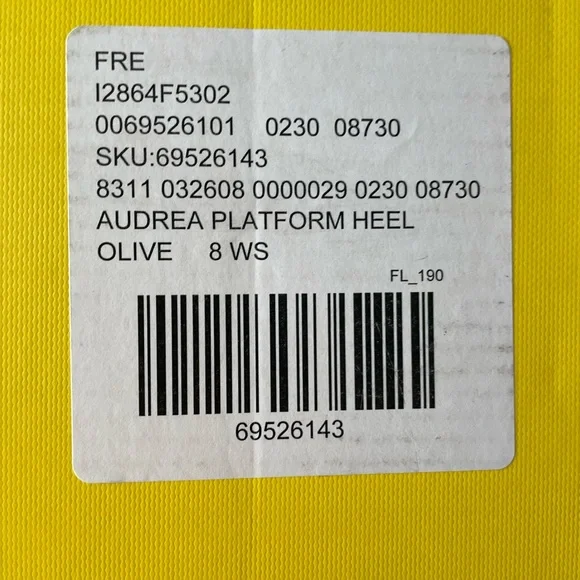 FRE
I2864F5302
0069526101 0230 08730
SKU:69526143
8311 032608 0000029 0230 08730
AUDREA PLATFORM HEEL
OLIVE 8 WS
FL_190
69526143